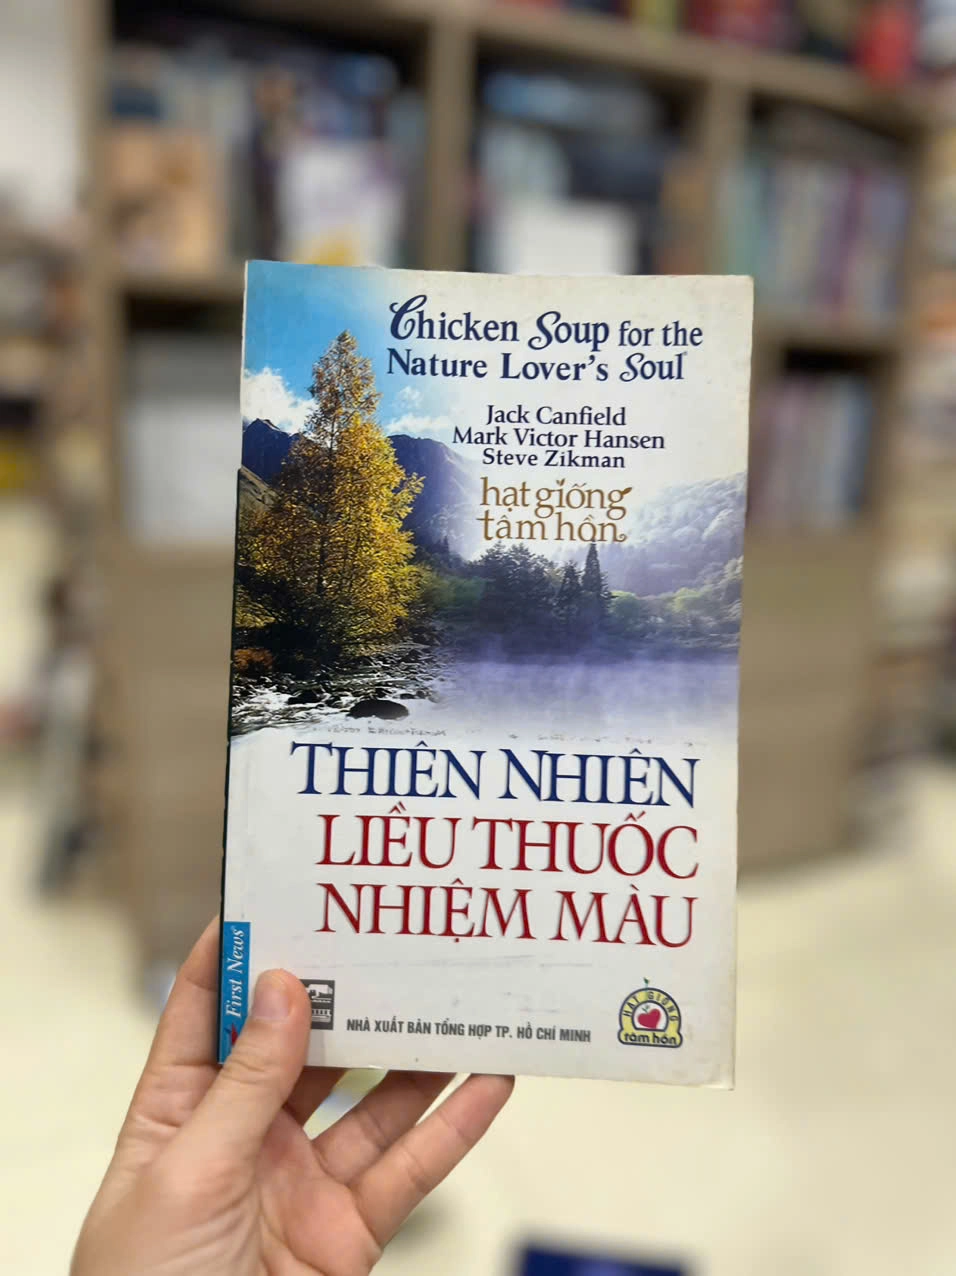 Chicken Soup for the
Nature Lover's Soul
Jack Canfield
Mark Victor Hansen
Steve Zikman
hạt giống
tâm hồn
THIÊN NHIÊN
LIỀU THUỐC
NHIỆM MÀU
First News
NHÀ XUẤT BẢN TỔNG HỢP TP. HỒ CHÍ MINH
HẠT GIỐNG
tâm hồn